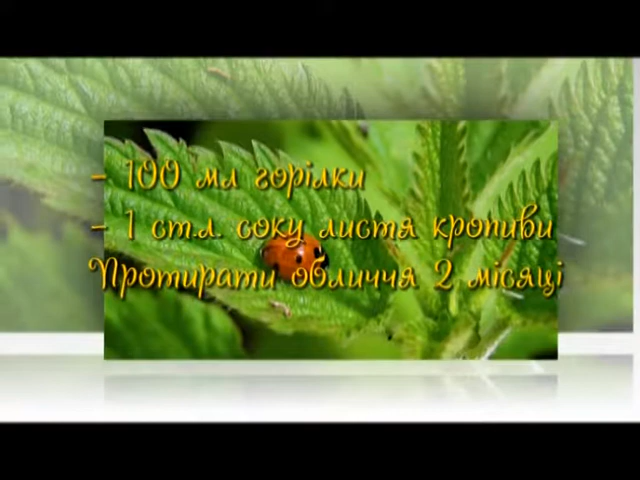 - 100 мл горілки
- 1 ст.л. соку листя кропиви
Протирати обличчя 2 місяці